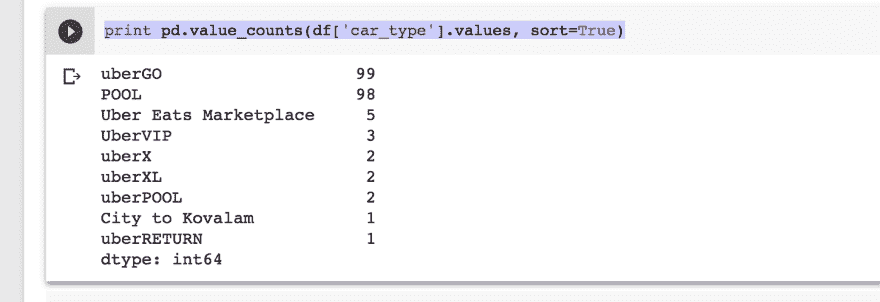 print pd.value_counts(df['car_type'].values, sort=True)
uberGO 99
POOL 98
Uber Eats Marketplace 5
UberVIP 3
uberX 2
uberXL 2
uberPOOL 2
City to Kovalam 1
uberRETURN 1
dtype: int64